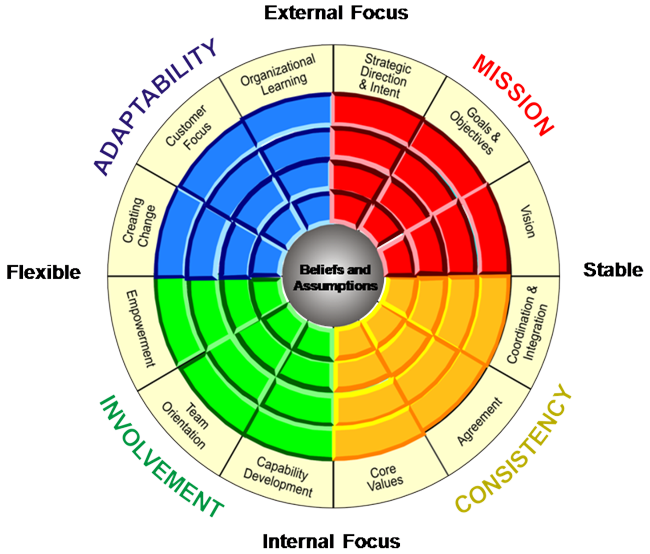 External Focus
ADAPTABILITY
MISSION
Organizational
Learning
Strategic
Direction
& Intent
Customer
Focus
Goals &
Objectives
Creating
Change
Vision
Flexible
Beliefs and
Assumptions
Stable
Empowerment
Coordination &
Integration
Team
Orientation
Agreement
Capability
Development
Core
Values
INVOLVEMENT
CONSISTENCY
Internal Focus